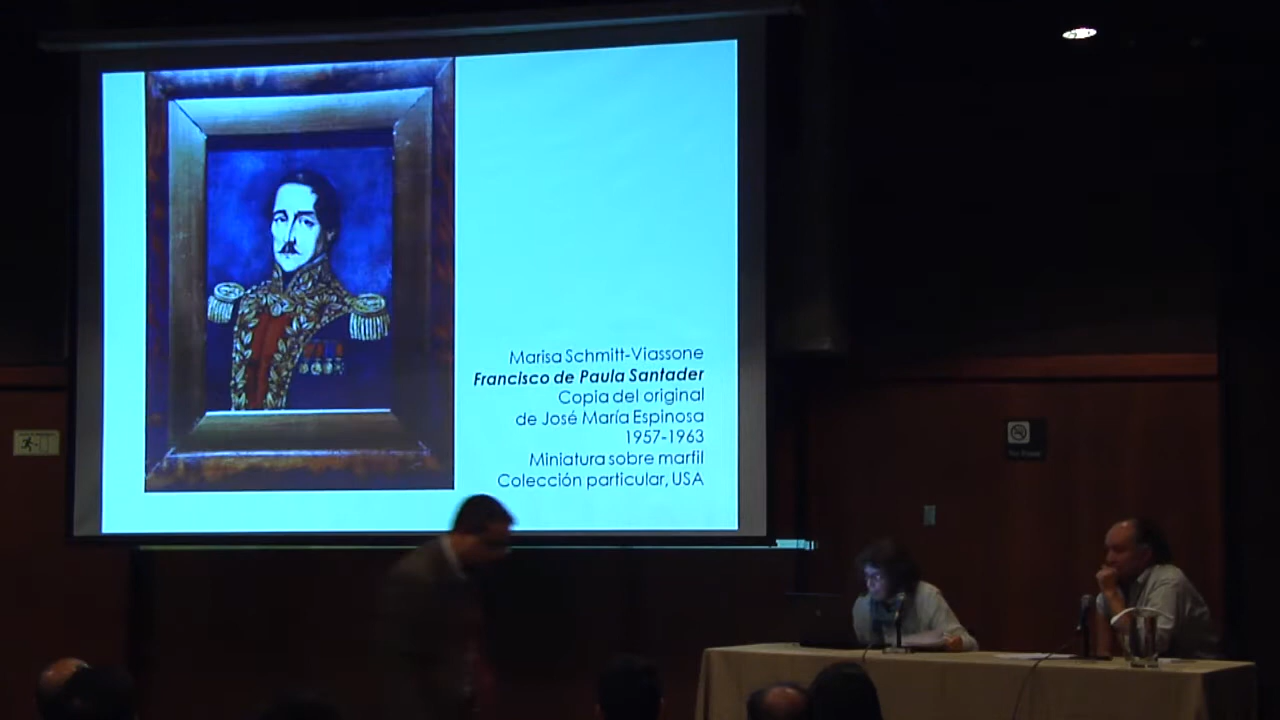 Marisa Schmitt-Viassone
Francisco de Paula Santader
Copia del original
de José María Espinosa
1957-1963
Miniatura sobre marfil
Colección particular, USA